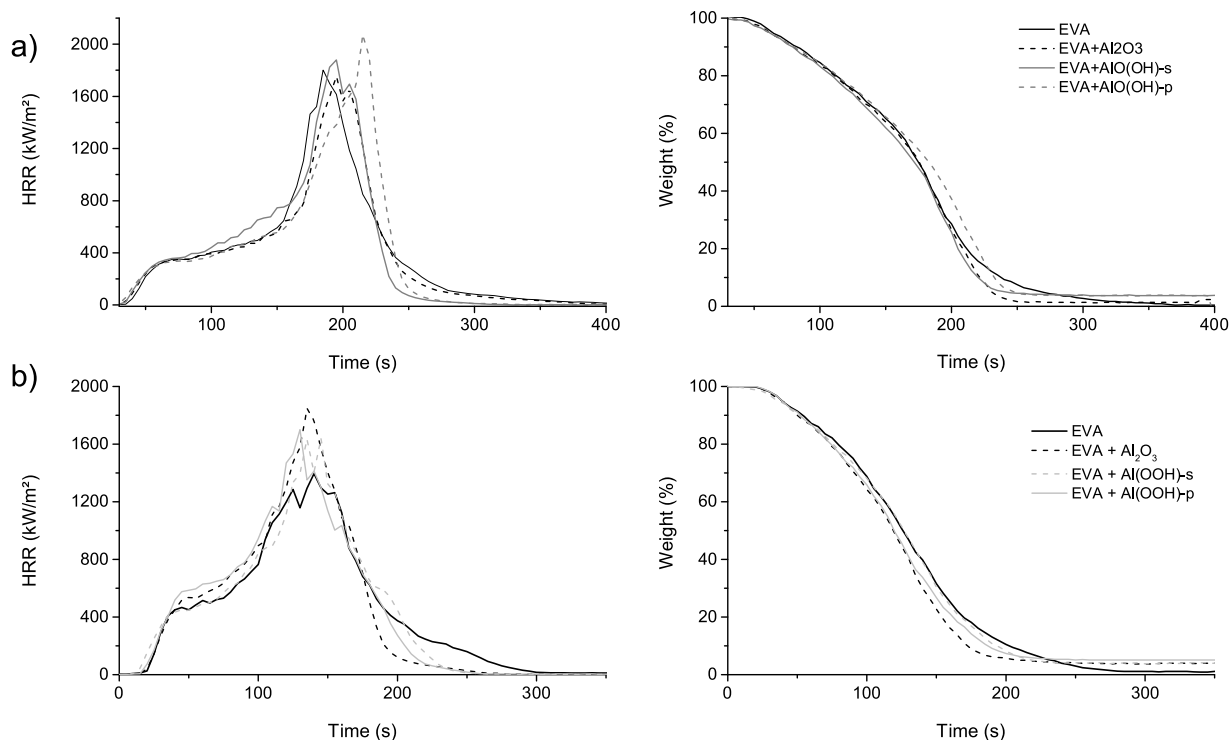 a)
HRR (kW/m²)
2000
1600
1200
800
400
0
100
200
300
400
Time (s)
Weight (%)
100
80
60
40
20
0
EVA
EVA+Al2O3
EVA+AlO(OH)-s
EVA+AlO(OH)-p
100
200
300
400
Time (s)
b)
HRR (kW/m²)
2000
1600
1200
800
400
0
0
100
200
300
Time (s)
Weight (%)
100
80
60
40
20
0
EVA
EVA + Al₂O₃
EVA + Al(OOH)-s
EVA + Al(OOH)-p
0
100
200
300
Time (s)